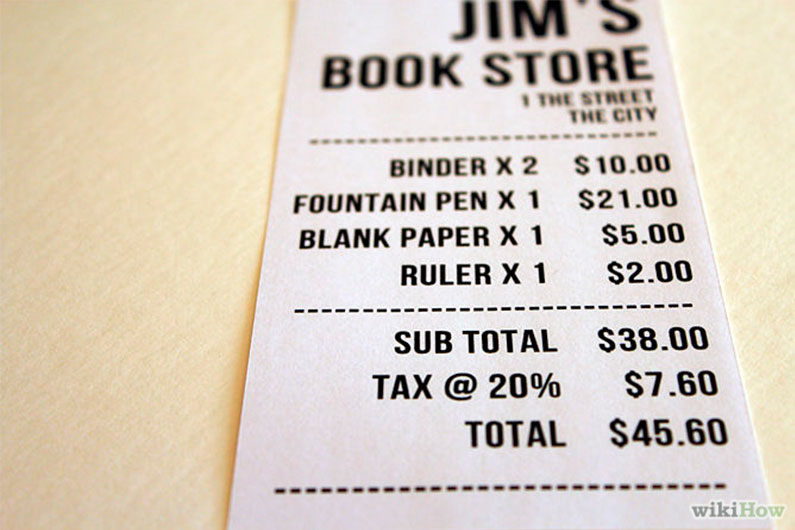 JIM'S
BOOK STORE
1 THE STREET
THE CITY
BINDER X 2 $10.00
FOUNTAIN PEN X 1 $21.00
BLANK PAPER X 1 $5.00
RULER X 1 $2.00
SUB TOTAL $38.00
TAX @ 20% $7.60
TOTAL $45.60
wikiHow